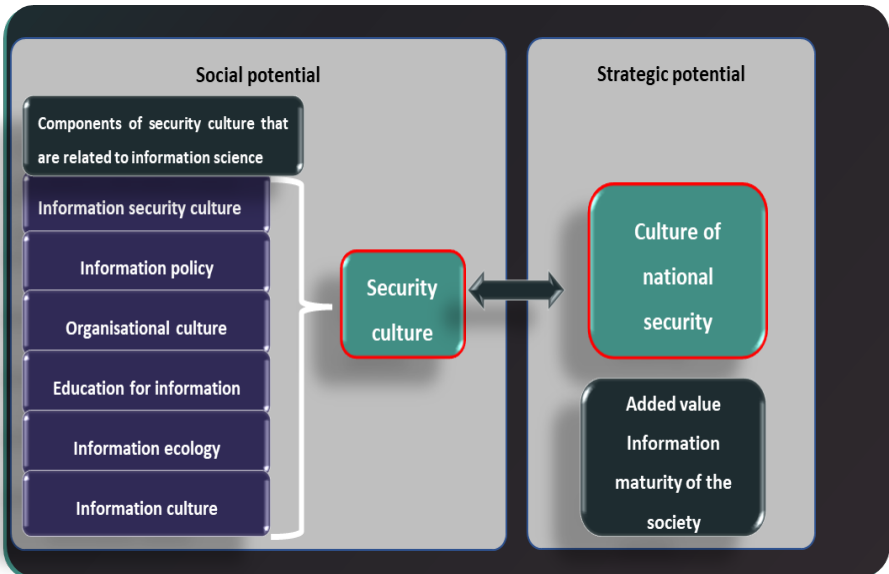 Social potential
Components of security culture that
are related to information science
Information security culture
Information policy
Organisational culture
Education for information
Information ecology
Information culture
Security
culture
Strategic potential
Culture of
national
security
Added value
Information
maturity of the
society